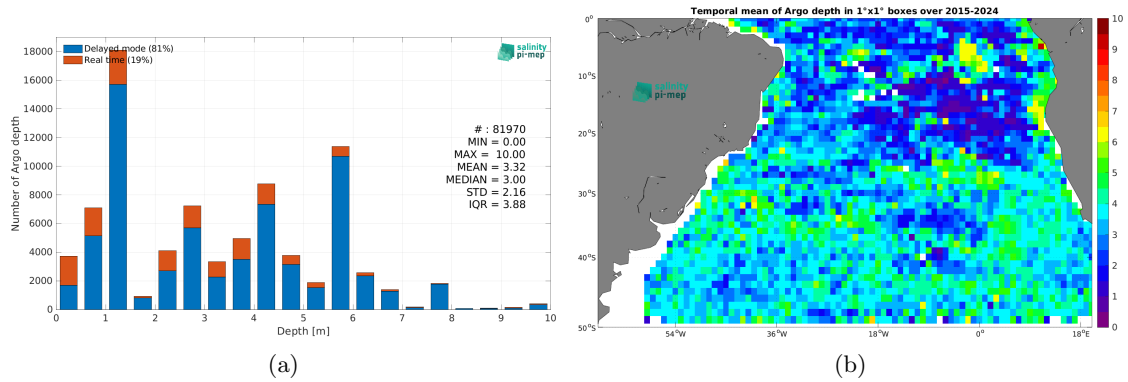 Delayed mode (81%)
Real time (19%)
salinity
pi-mep
# : 81970
MIN = 0.00
MAX = 10.00
MEAN = 3.32
MEDIAN = 3.00
STD = 2.16
IQR = 3.88
Number of Argo depth
18000
16000
14000
12000
10000
8000
6000
4000
2000
0
0 1 2 3 4 5 6 7 8 9 10
Depth [m]
(a)
Temporal mean of Argo depth in 1°x1° boxes over 2015-2024
salinity
pi-mep
0°
10°S
20°S
30°S
40°S
50°S
54°W 36°W 18°W 0° 18°E
10
9
8
7
6
5
4
3
2
1
0
(b)